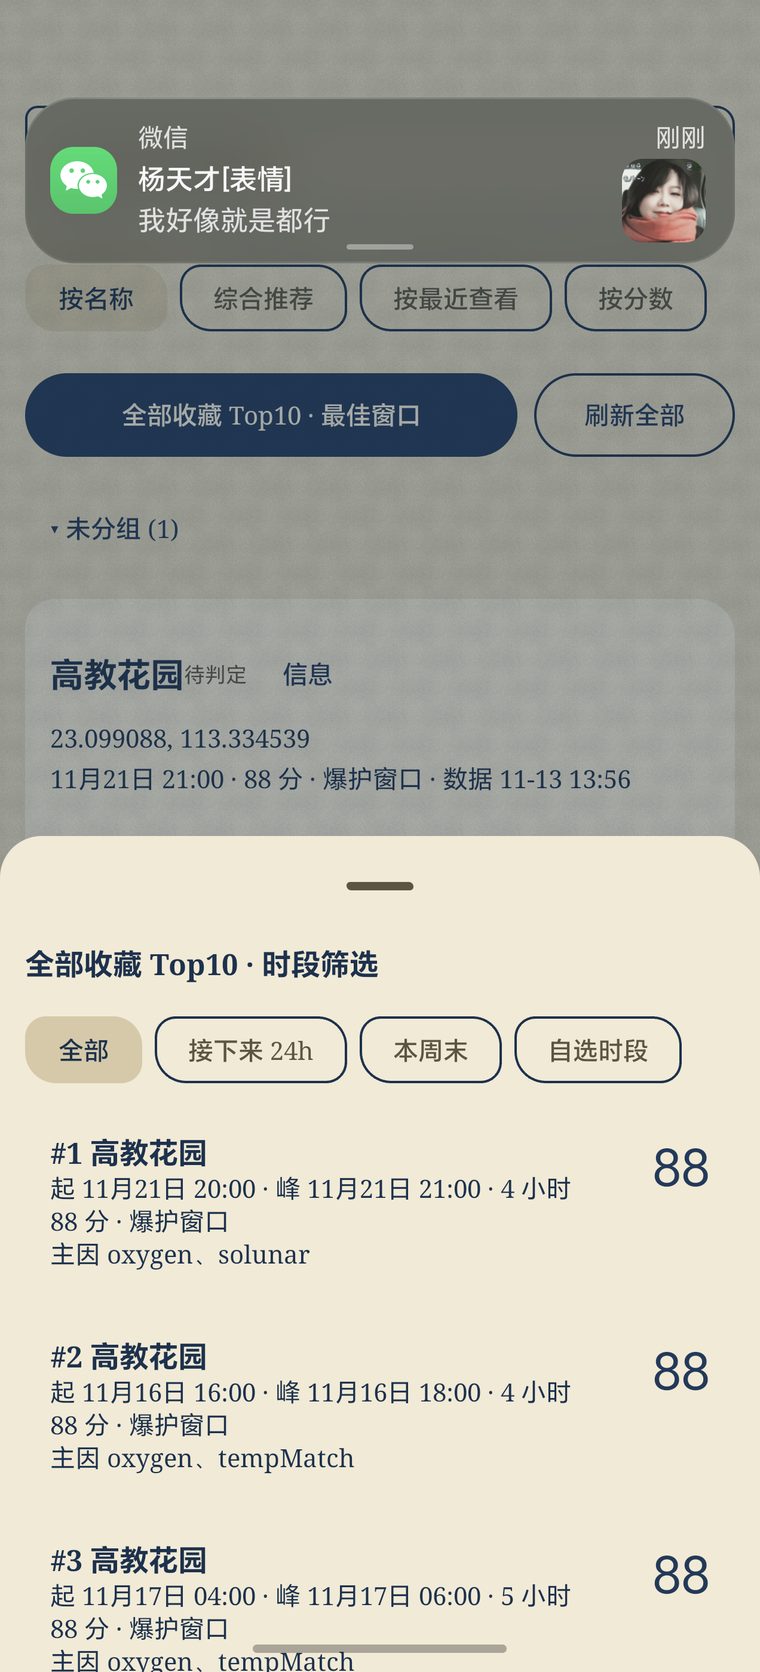 微信
刚刚
杨天才[表情]
我好像就是都行
按名称
综合推荐
按最近查看
按分数
全部收藏 Top10 · 最佳窗口
刷新全部
▾ 未分组 (1)
高教花园 待判定 信息
23.099088, 113.334539
11月21日 21:00 · 88 分 · 爆护窗口 · 数据 11-13 13:56
全部收藏 Top10 · 时段筛选
全部
接下来 24h
本周末
自选时段
#1 高教花园
88
起 11月21日 20:00 · 峰 11月21日 21:00 · 4 小时
88 分 · 爆护窗口
主因 oxygen、solunar
#2 高教花园
88
起 11月16日 16:00 · 峰 11月16日 18:00 · 4 小时
88 分 · 爆护窗口
主因 oxygen、tempMatch
#3 高教花园
88
起 11月17日 04:00 · 峰 11月17日 06:00 · 5 小时
88 分 · 爆护窗口
主因 oxygen、tempMatch